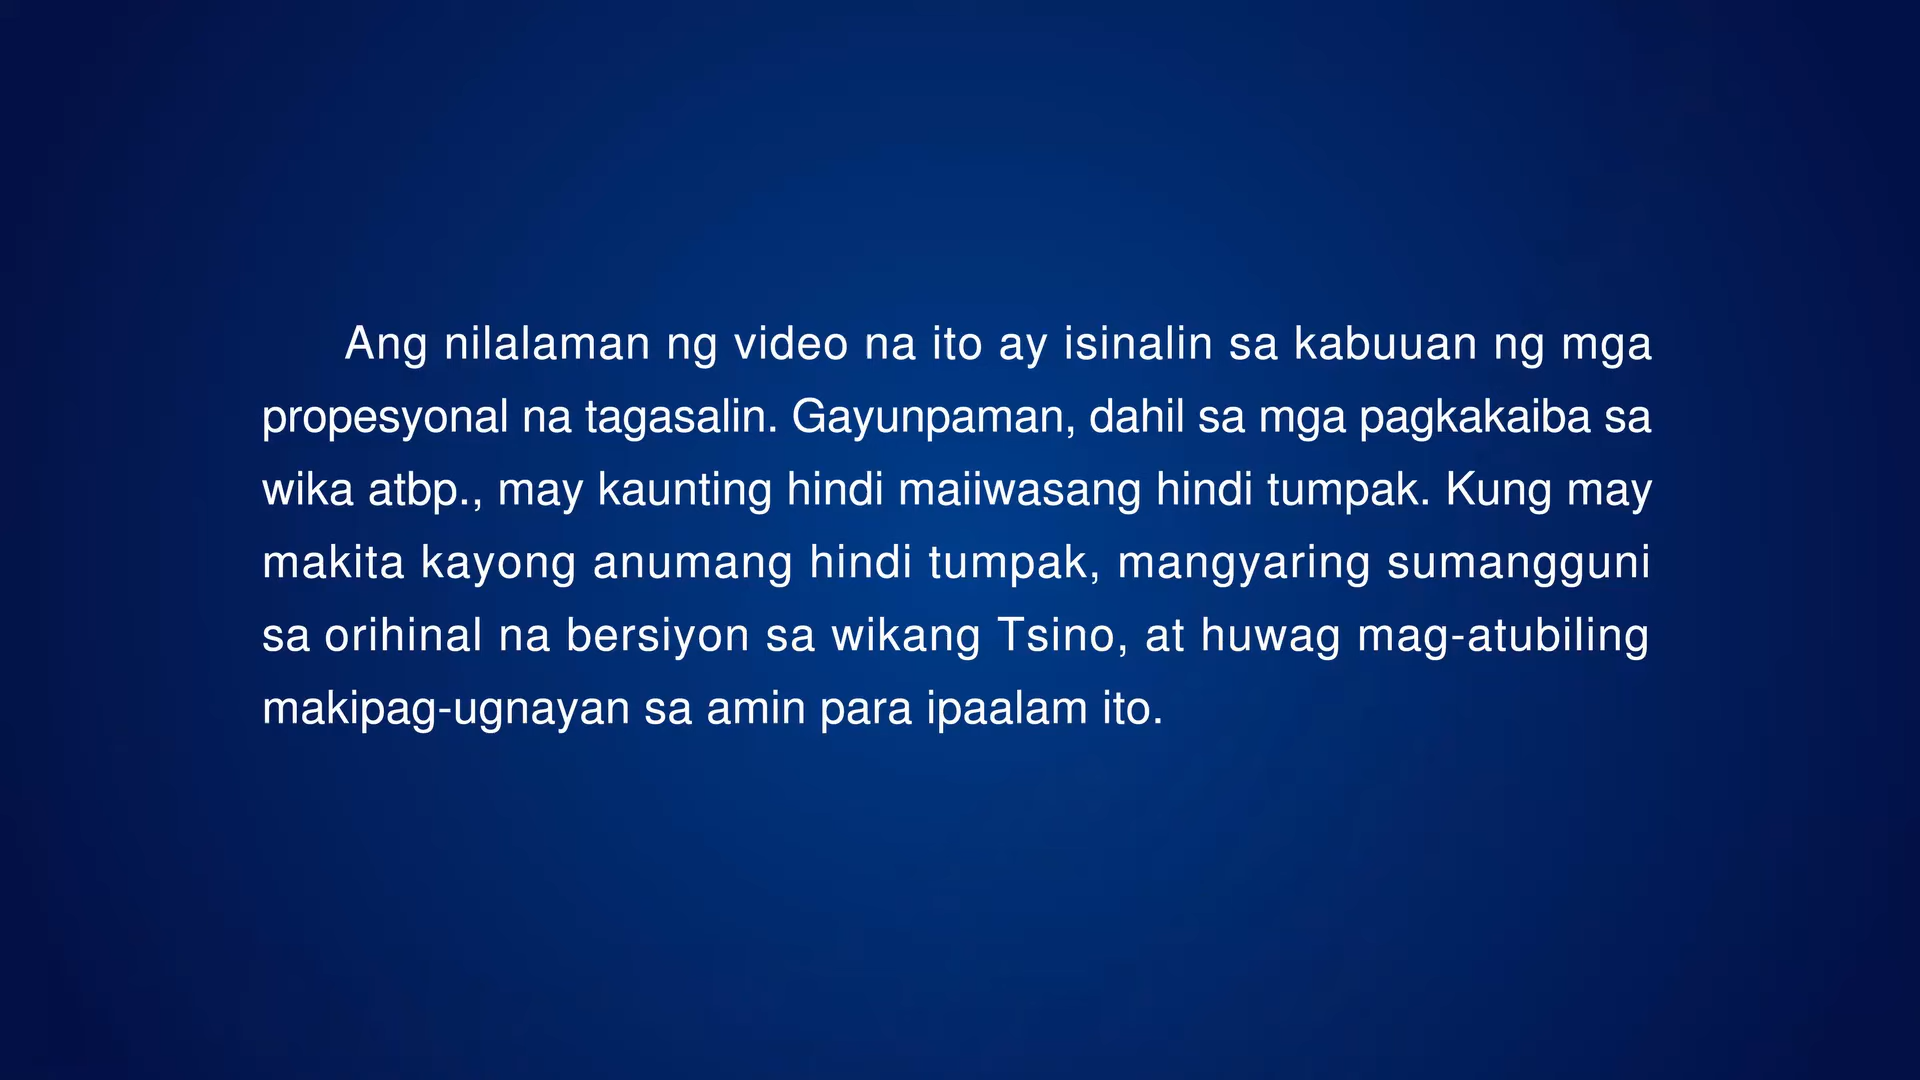 Ang nilalaman ng video na ito ay isinalin sa kabuuan ng mga
propesyonal na tagasalin. Gayunpaman, dahil sa mga pagkakaiba sa
wika atbp., may kaunting hindi maiiwasang hindi tumpak. Kung may
makita kayong anumang hindi tumpak, mangyaring sumangguni
sa orihinal na bersiyon sa wikang Tsino, at huwag mag-atubiling
makipag-ugnayan sa amin para ipaalam ito.